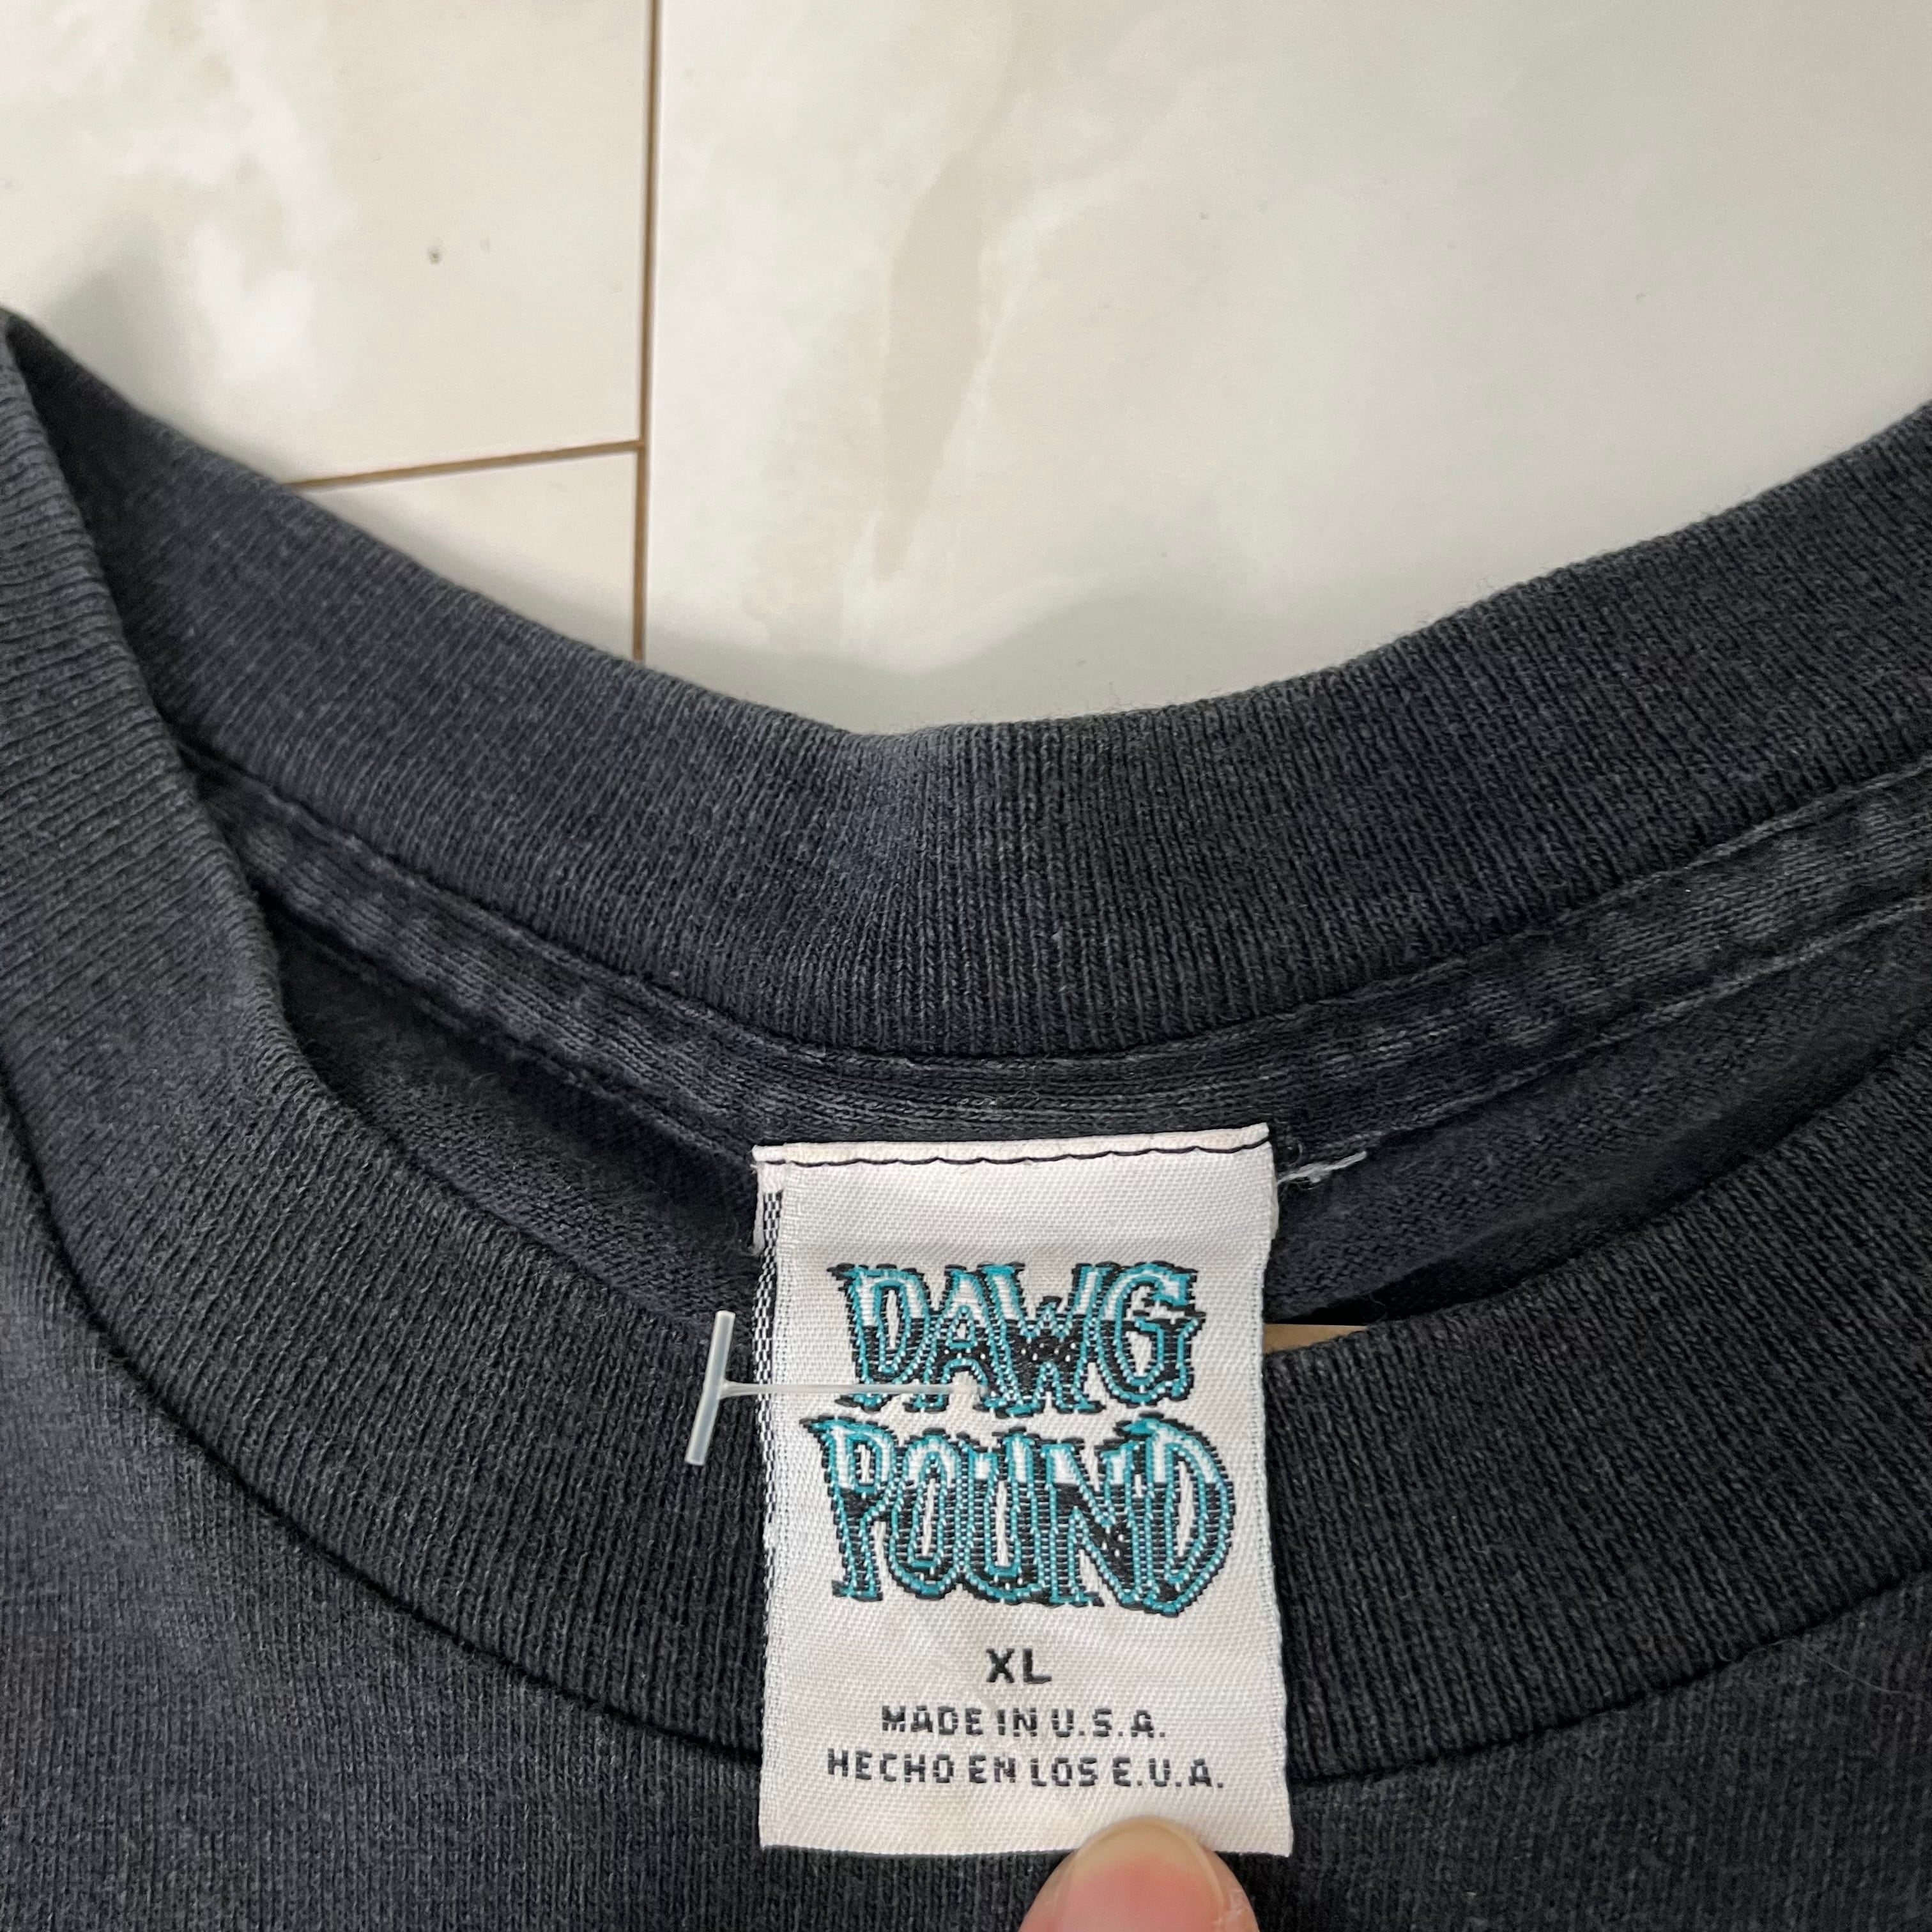 DAWG
POUND
XL
MADE IN U.S.A.
HECHO EN LOS E.U.A.